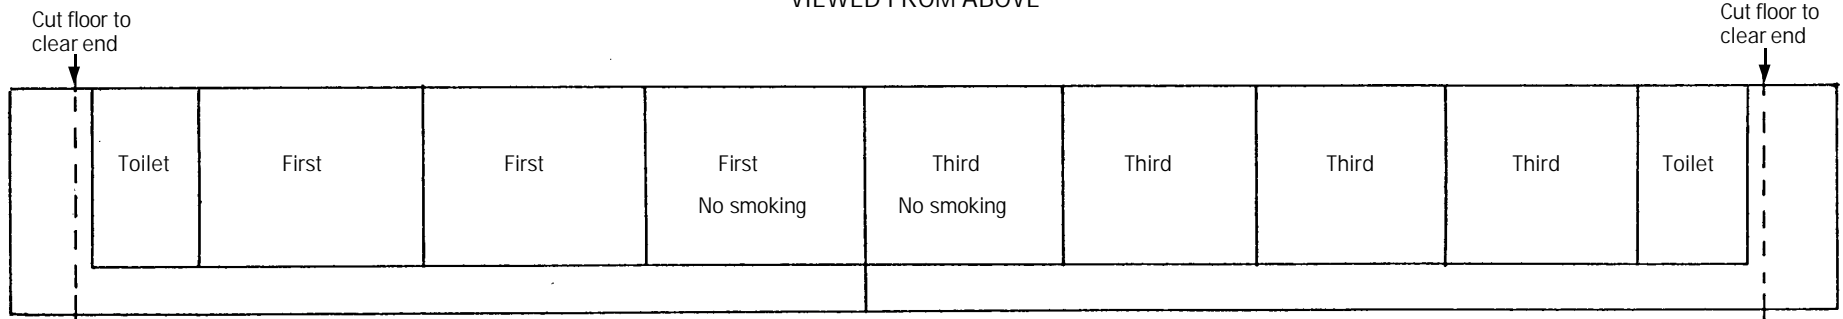 VIEWED FROM ABOVE
Cut floor to
clear end
Cut floor to
clear end
Toilet First First First Third Third Third Third Toilet
No smoking No smoking